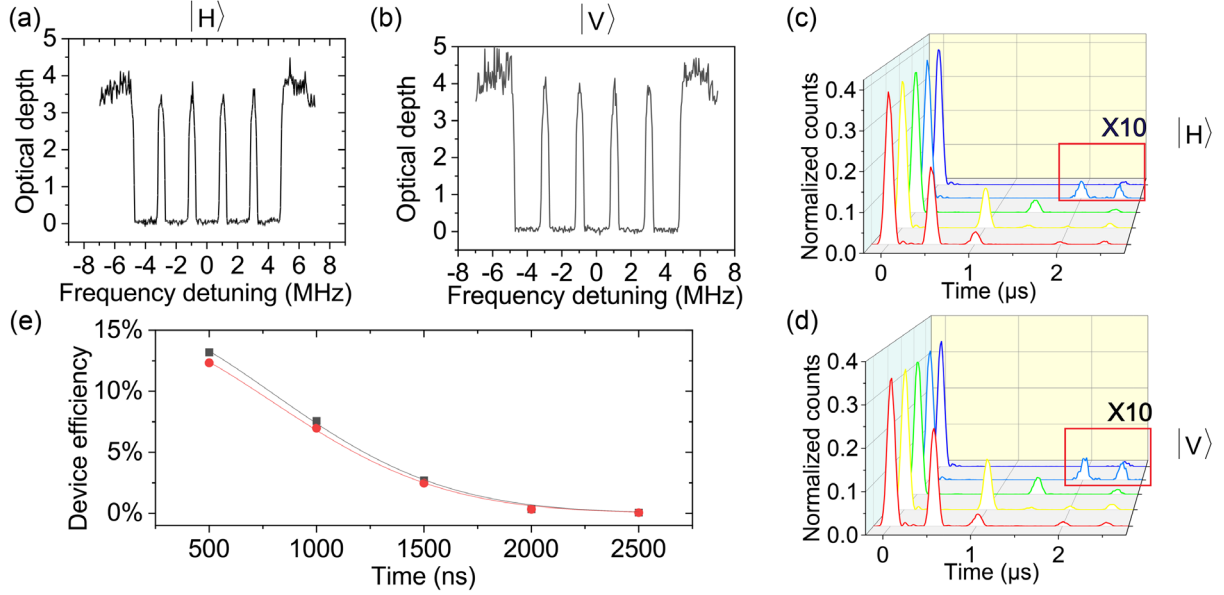 (a)
|H⟩
5
4
3
2
1
0
Optical depth
-8 -6 -4 -2 0 2 4 6 8
Frequency detuning (MHz)
(b)
|V⟩
5
4
3
2
1
0
Optical depth
-8 -6 -4 -2 0 2 4 6 8
Frequency detuning (MHz)
(c)
0.4
0.3
0.2
0.1
0.0
Normalized counts
X10
|H⟩
0 1 2
Time (μs)
(e)
15%
10%
5%
0%
Device efficiency
500 1000 1500 2000 2500
Time (ns)
(d)
0.4
0.3
0.2
0.1
0.0
Normalized counts
X10
|V⟩
0 1 2
Time (μs)